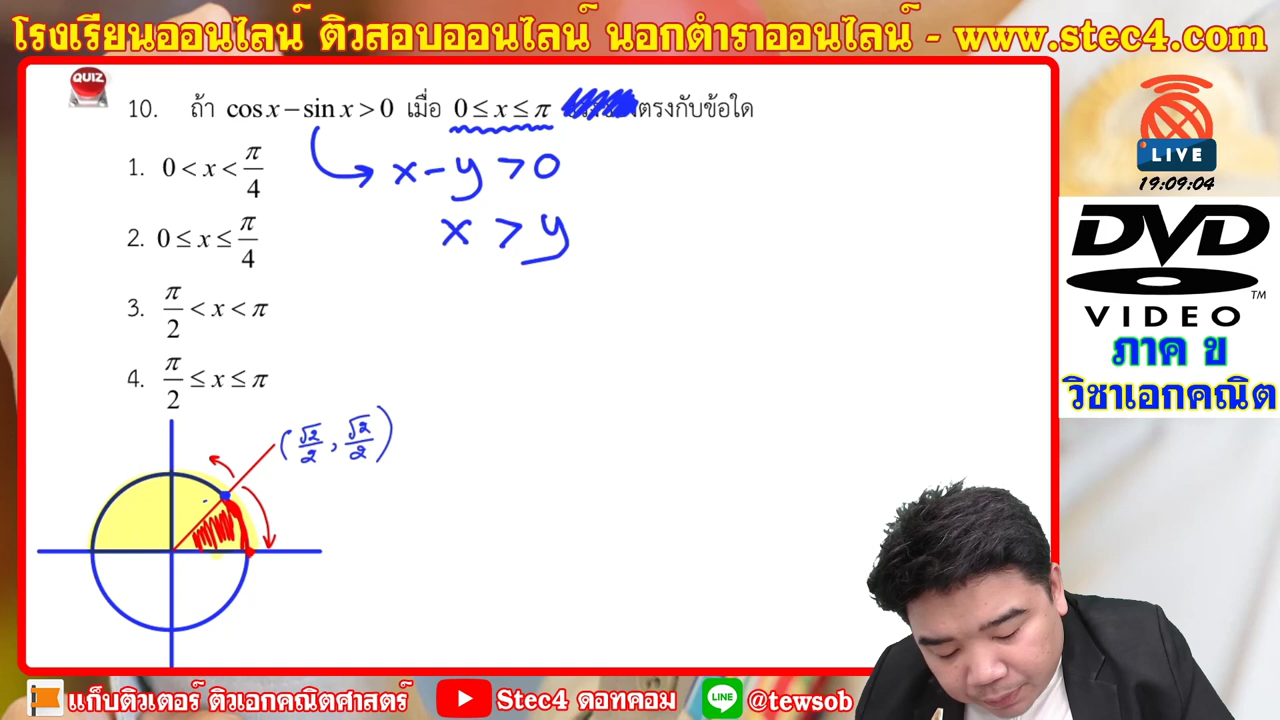 โรงเรียนออนไลน์ ติวสอบออนไลน์ นอกตำราออนไลน์ - www.stec4.com
QUIZ
10. ถ้า cos x − sin x > 0 เมื่อ 0 ≤ x ≤ π ตรงกับข้อใด
x − y > 0
x > y
1. 0 < x < π/4
2. 0 ≤ x ≤ π/4
3. π/2 < x < π
4. π/2 ≤ x ≤ π
(√2/2, √2/2)
LIVE
19:09:04
DVD
VIDEO TM
ภาค ข
วิชาเอกคณิต
แก๊บติวเตอร์ ติวเอกคณิตศาสตร์ Stec4 ดอทคอม LINE @tewsob